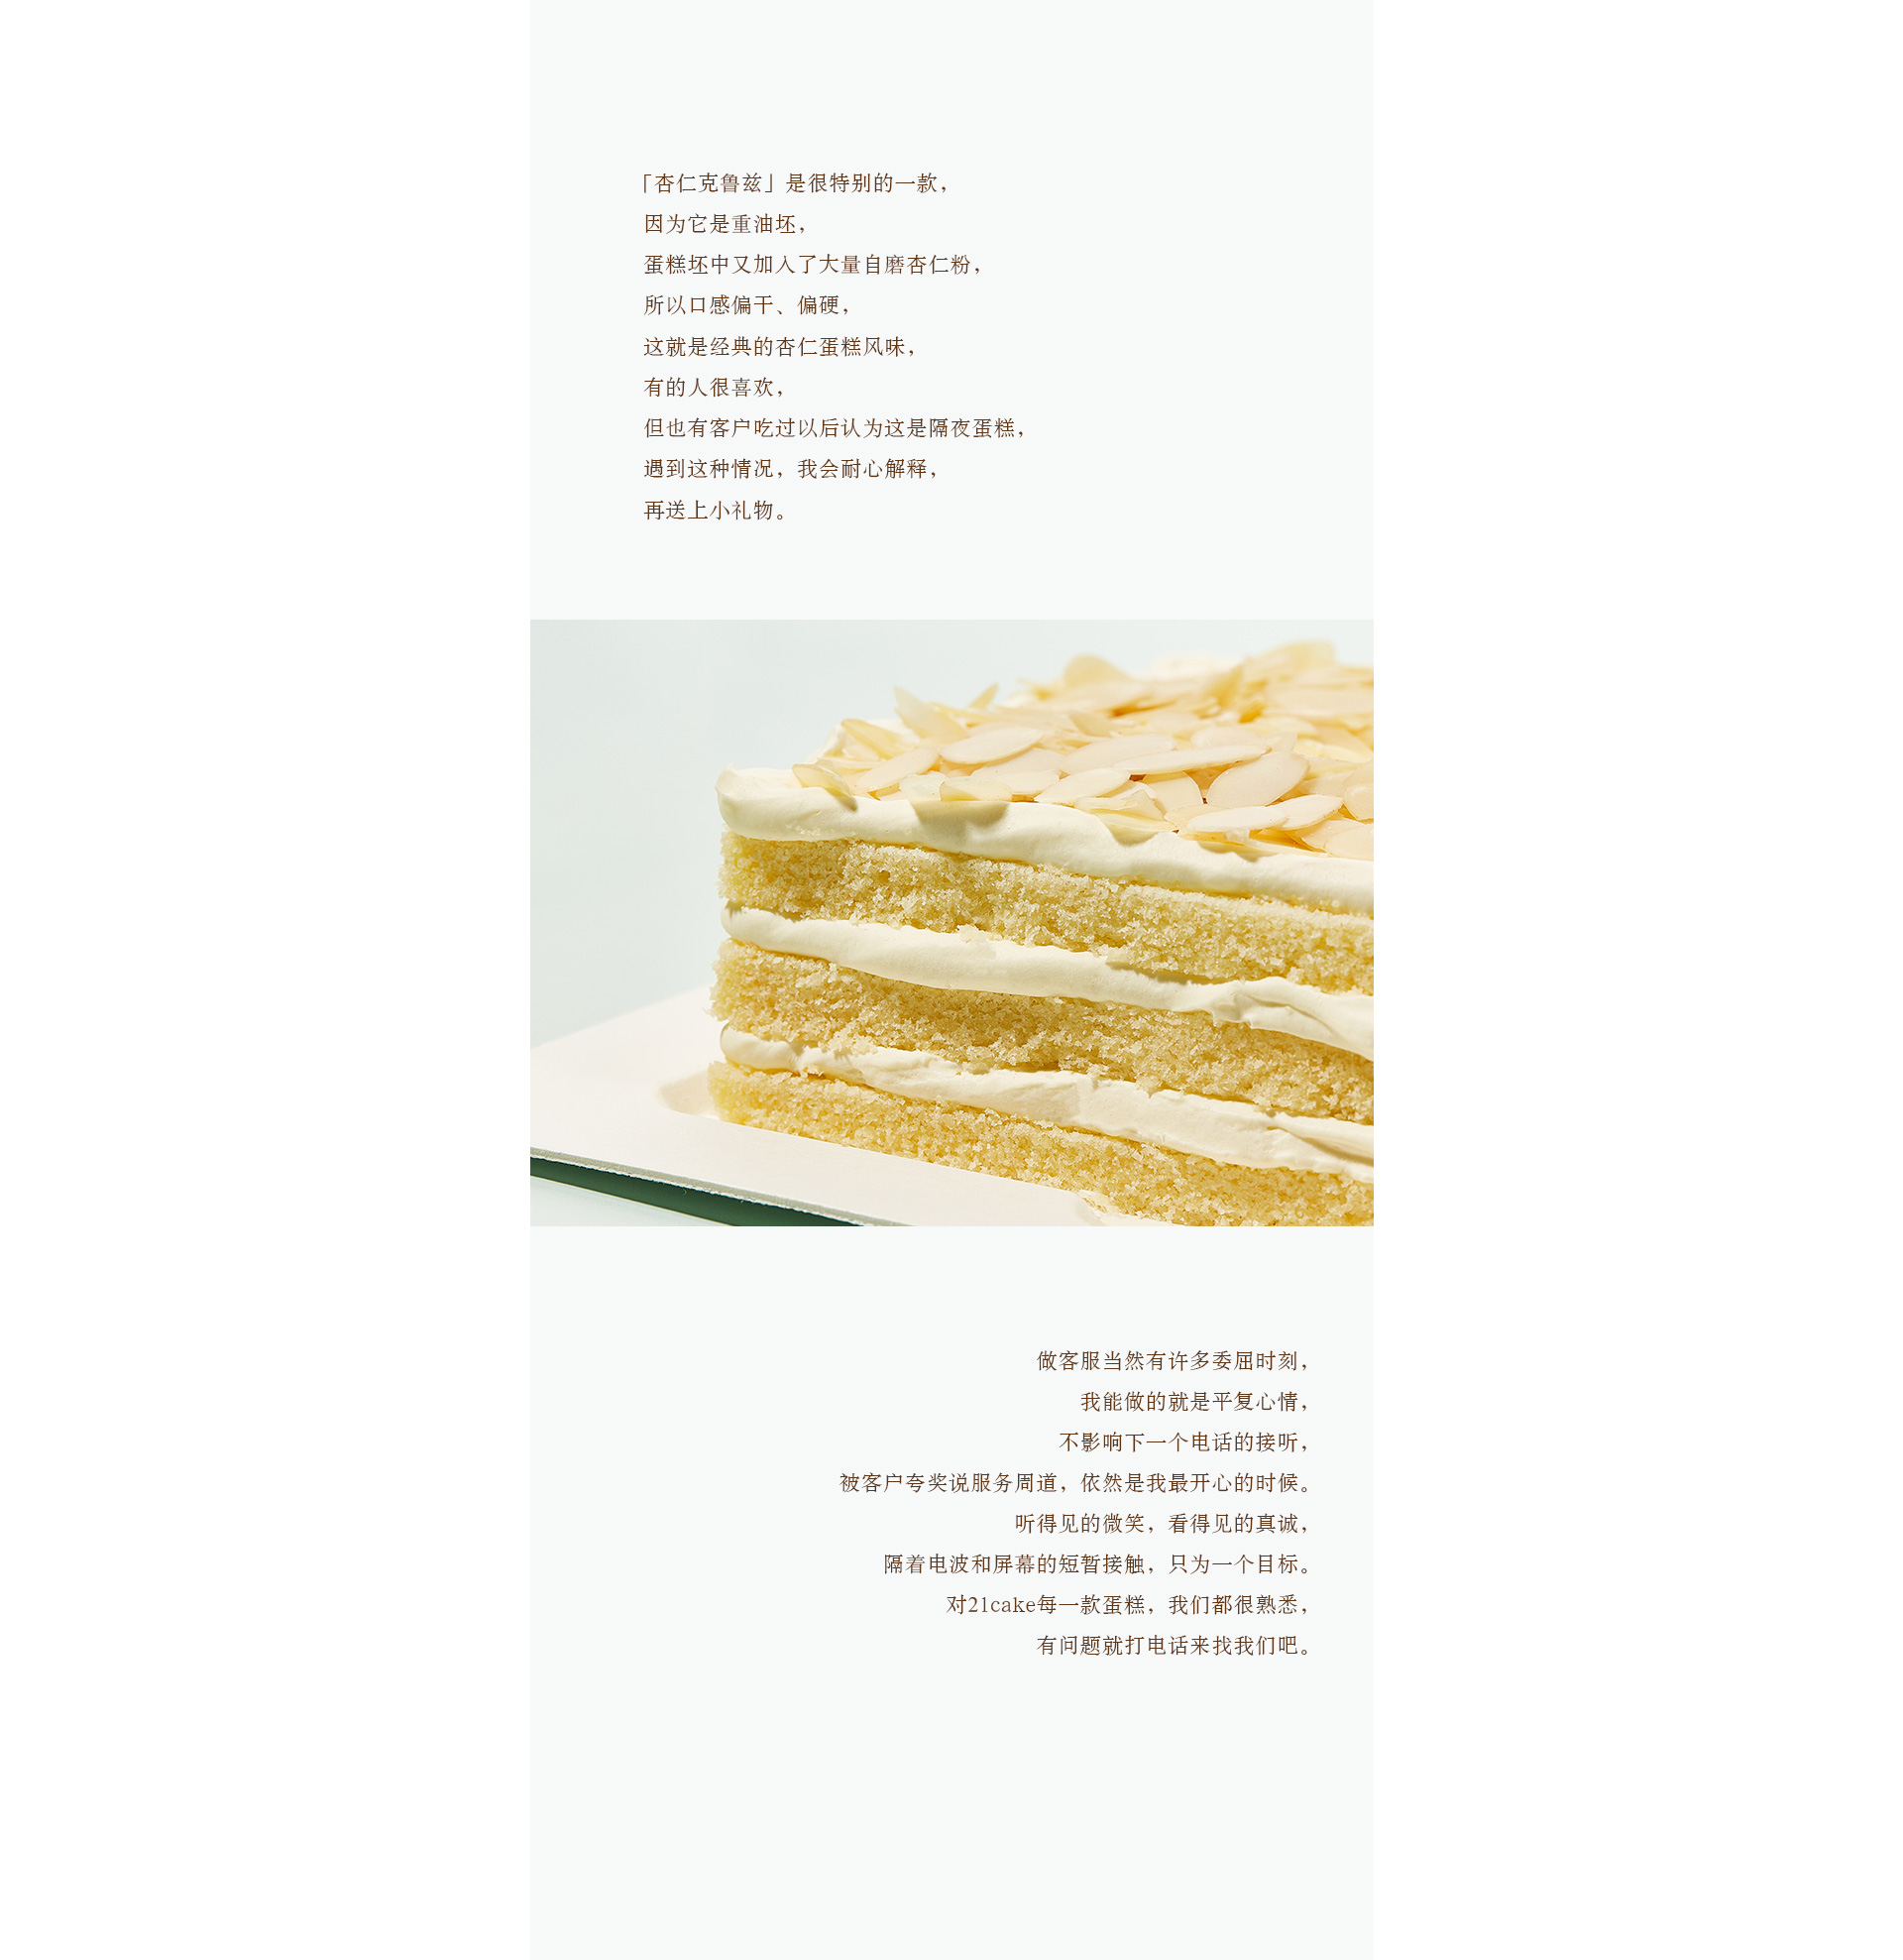 「杏仁克鲁兹」是很特别的一款，
因为它是重油坯，
蛋糕坯中又加入了大量自磨杏仁粉，
所以口感偏干、偏硬，
这就是经典的杏仁蛋糕风味，
有的人很喜欢，
但也有客户吃过以后认为这是隔夜蛋糕，
遇到这种情况，我会耐心解释，
再送上小礼物。
做客服当然有许多委屈时刻，
我能做的就是平复心情，
不影响下一个电话的接听，
被客户夸奖说服务周道，依然是我最开心的时候。
听得见的微笑，看得见的真诚，
隔着电波和屏幕的短暂接触，只为一个目标。
对21cake每一款蛋糕，我们都很熟悉，
有问题就打电话来找我们吧。